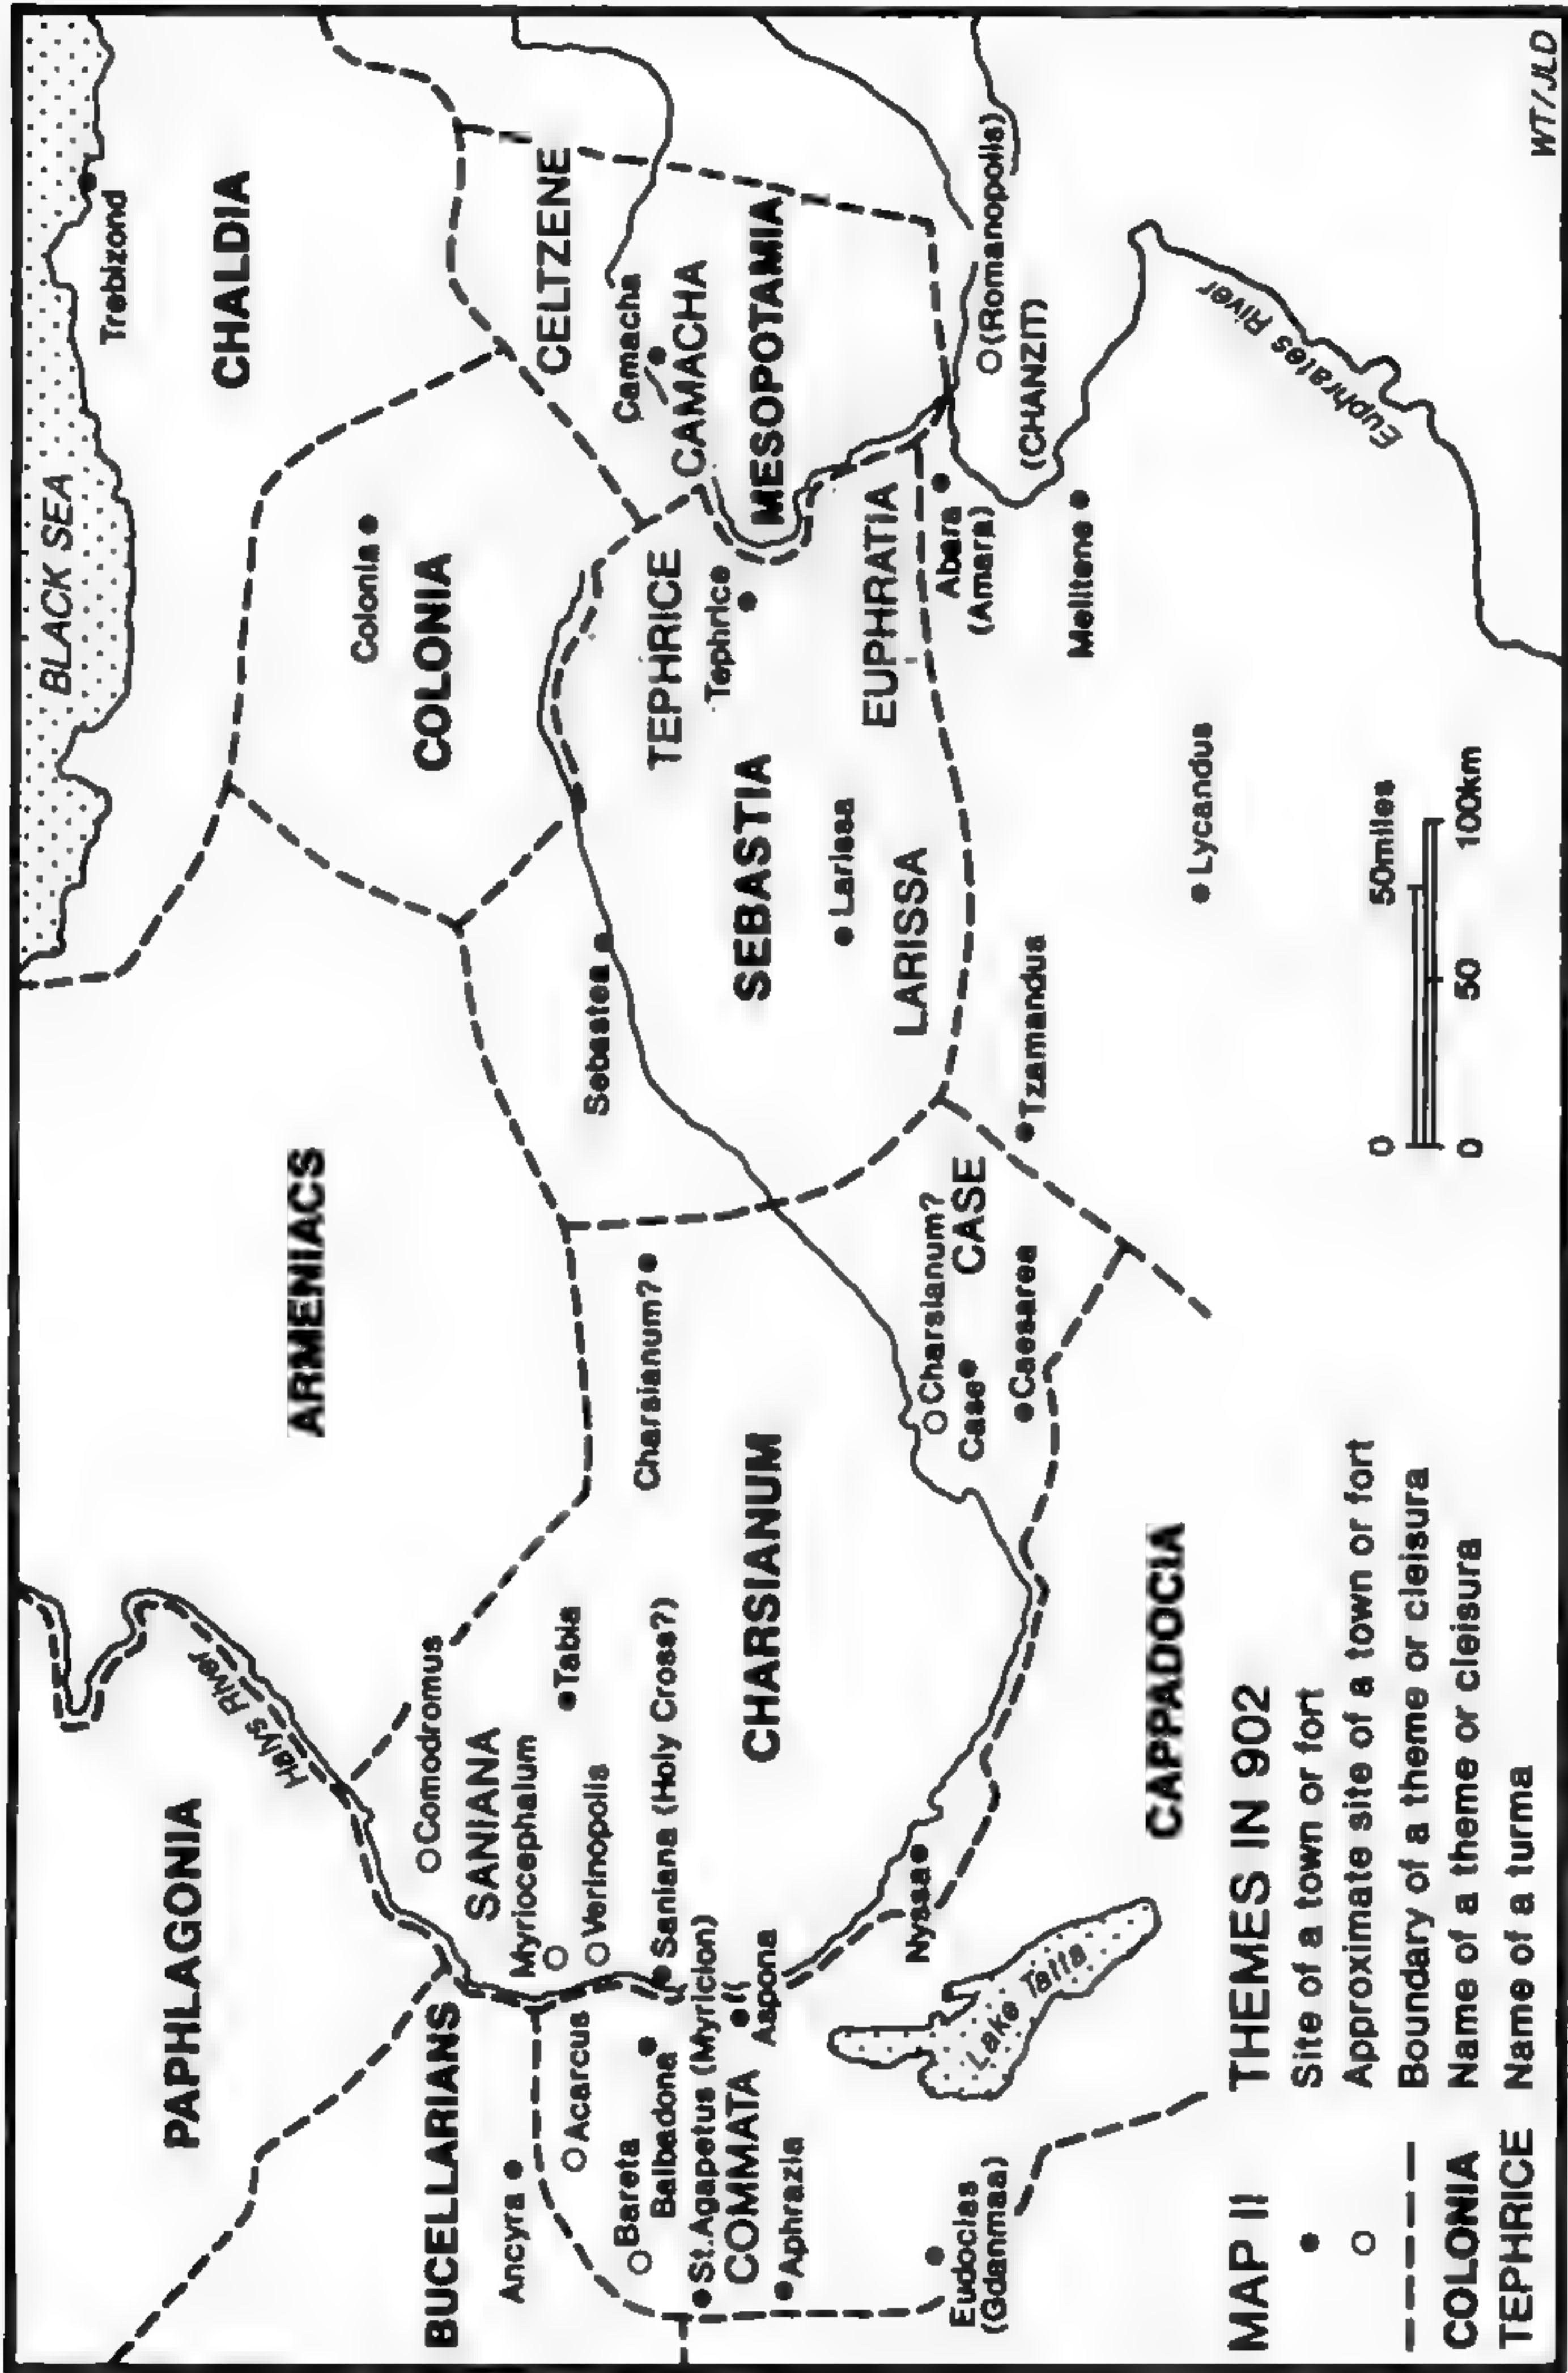 BLACK SEA
Trebizond
PAPHLAGONIA
Halys River
ARMENIACS
CHALDIA
Colonia
COLONIA
BUCELLARIANS
Ancyra
Comodromus
SANIANA
Myriocephalum
Tabia
Verinopolis
Acarcus
Bareta
Balbadona
Saniana (Holy Cross?)
St.Agapetus (Myricion)
COMMATA
Aspona
Aphrazia
Eudocias
(Gdanmaa)
Lake Tatta
Nyssa
CHARSIANUM
Charsianum?
Charsianum?
Case
CASE
Caesarea
CAPPADOCIA
Sebastea
SEBASTIA
Larissa
LARISSA
Tzamandus
Lycandus
TEPHRICE
Tephrice
EUPHRATIA
Abara
(Amara)
Melitene
CELTZENE
Camacha
CAMACHA
MESOPOTAMIA
(Romanopolis)
(CHANZIT)
Euphrates River
MAP II THEMES IN 902
Site of a town or fort
Approximate site of a town or fort
Boundary of a theme or cleisura
COLONIA Name of a theme or cleisura
TEPHRICE Name of a turma
0 50miles
0 50 100km
WT/JLD